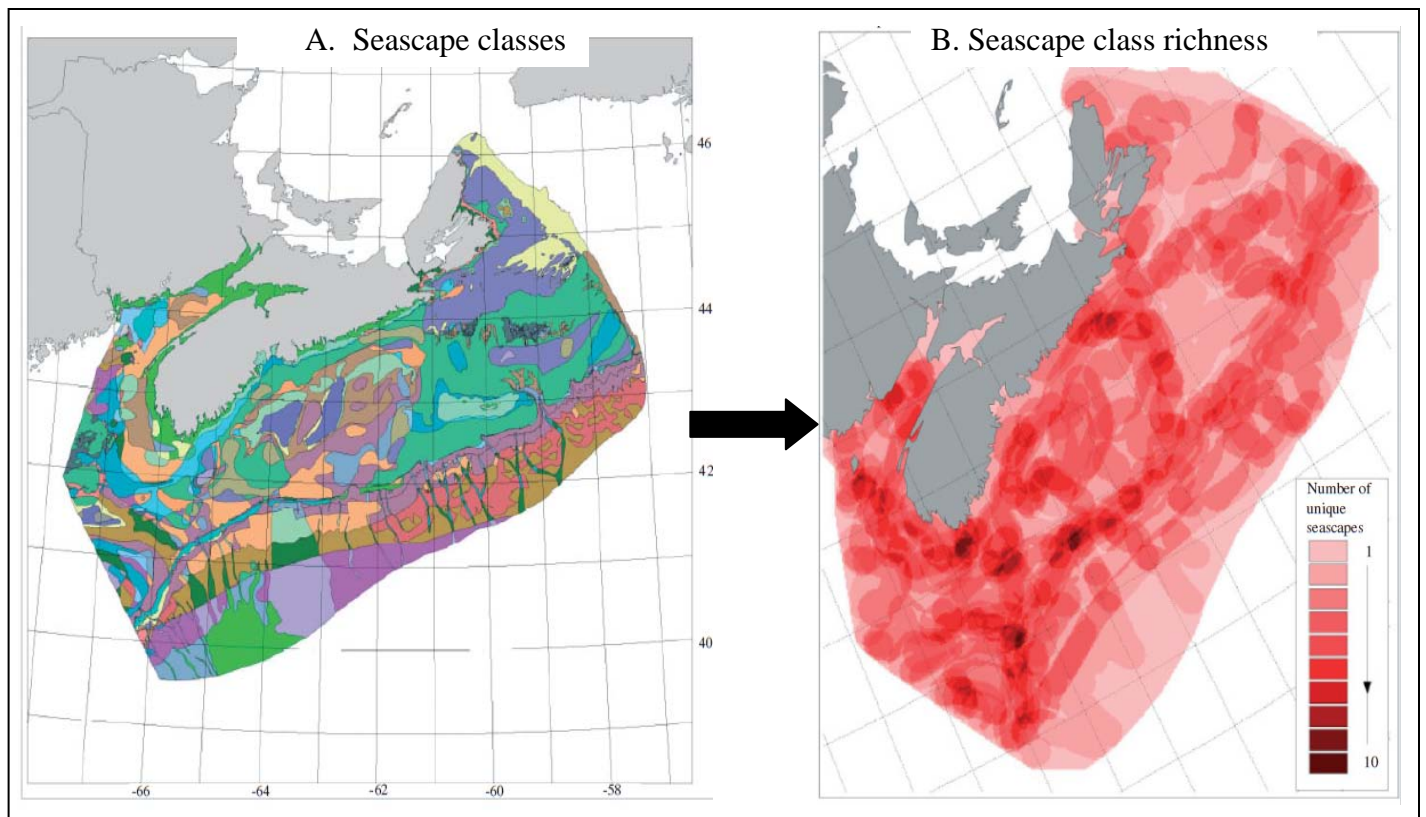 A. Seascape classes
46
44
42
40
-66
-64
-62
-60
-58
B. Seascape class richness
Number of
unique
seascapes
1
10